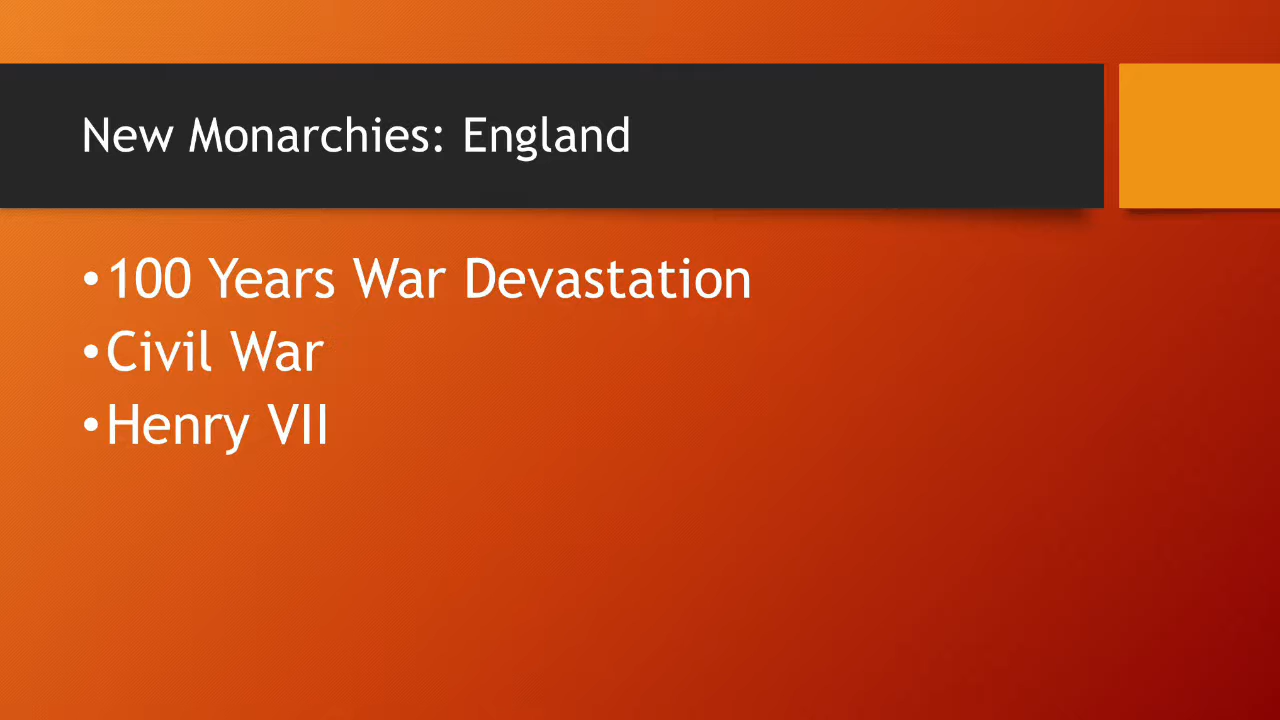 New Monarchies: England
•100 Years War Devastation
•Civil War
•Henry VII